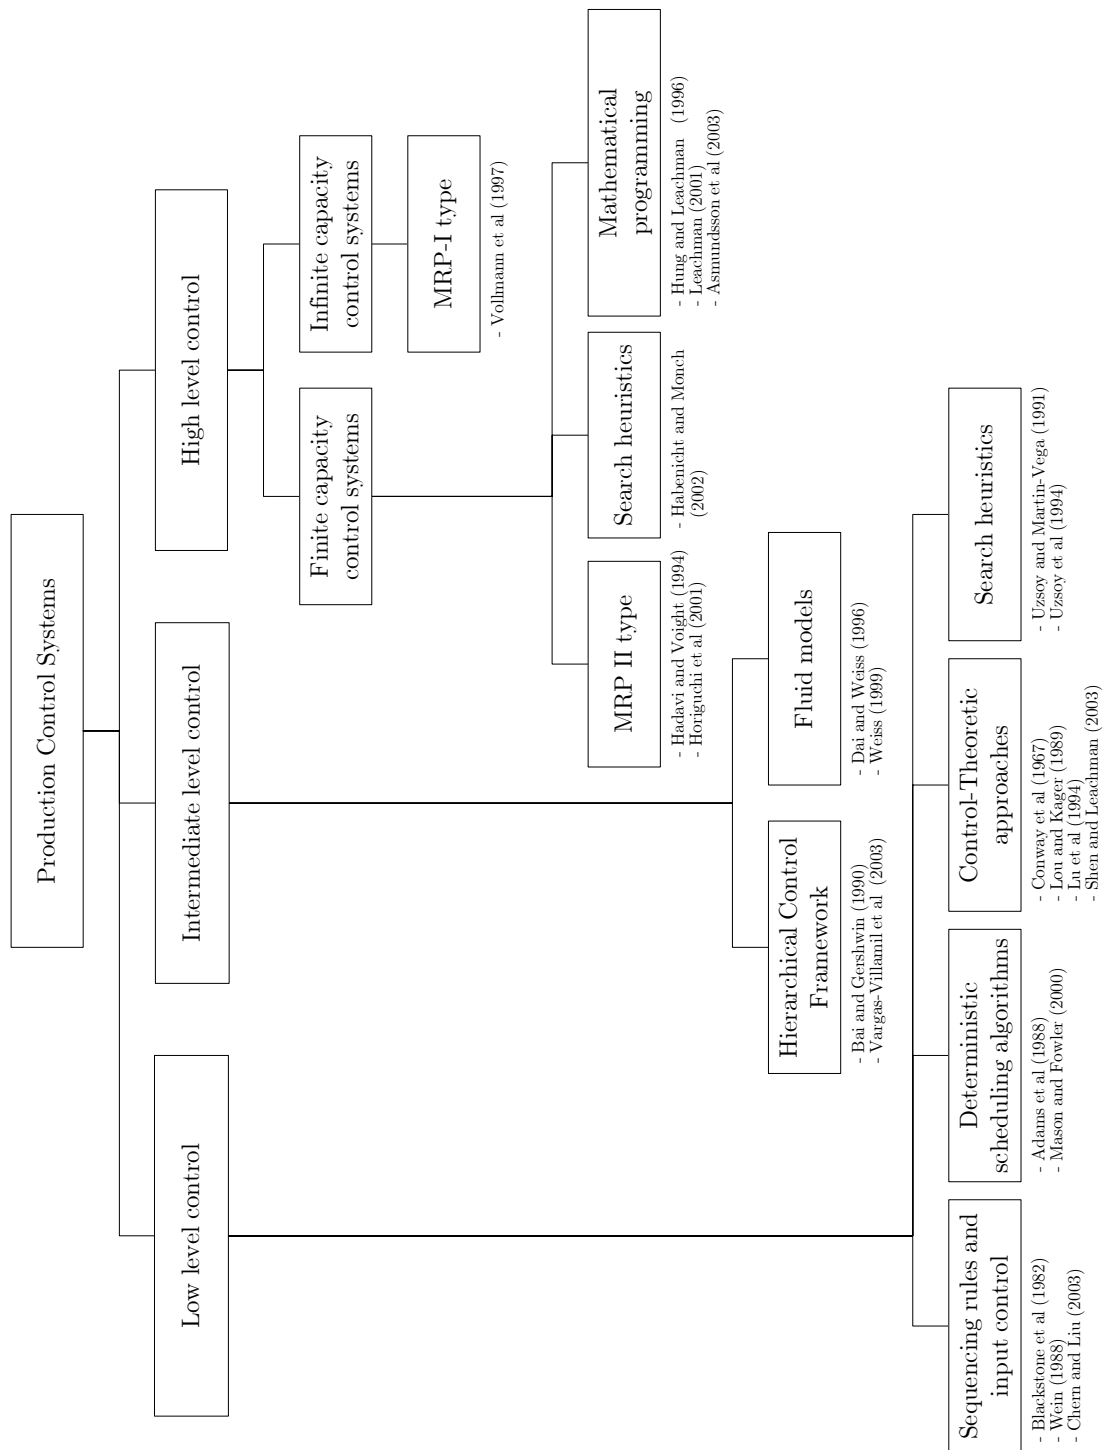 Production Control Systems
Low level control
Intermediate level control
High level control
Finite capacity
control systems
Infinite capacity
control systems
MRP-I type
- Vollmann et al (1997)
MRP II type
- Hadavi and Voight (1994)
- Horiguchi et al (2001)
Search heuristics
- Habenicht and Monch
(2002)
Mathematical
programming
- Hung and Leachman (1996)
- Leachman (2001)
- Asmundsson et al (2003)
Hierarchical Control
Framework
- Bai and Gershwin (1990)
- Vargas-Villamil et al (2003)
Fluid models
- Dai and Weiss (1996)
- Weiss (1999)
Sequencing rules and
input control
- Blackstone et al (1982)
- Wein (1988)
- Chern and Liu (2003)
Deterministic
scheduling algorithms
- Adams et al (1988)
- Mason and Fowler (2000)
Control-Theoretic
approaches
- Conway et al (1967)
- Lou and Kager (1989)
- Lu et al (1994)
- Shen and Leachman (2003)
Search heuristics
- Uzsoy and Martin-Vega (1991)
- Uzsoy et al (1994)